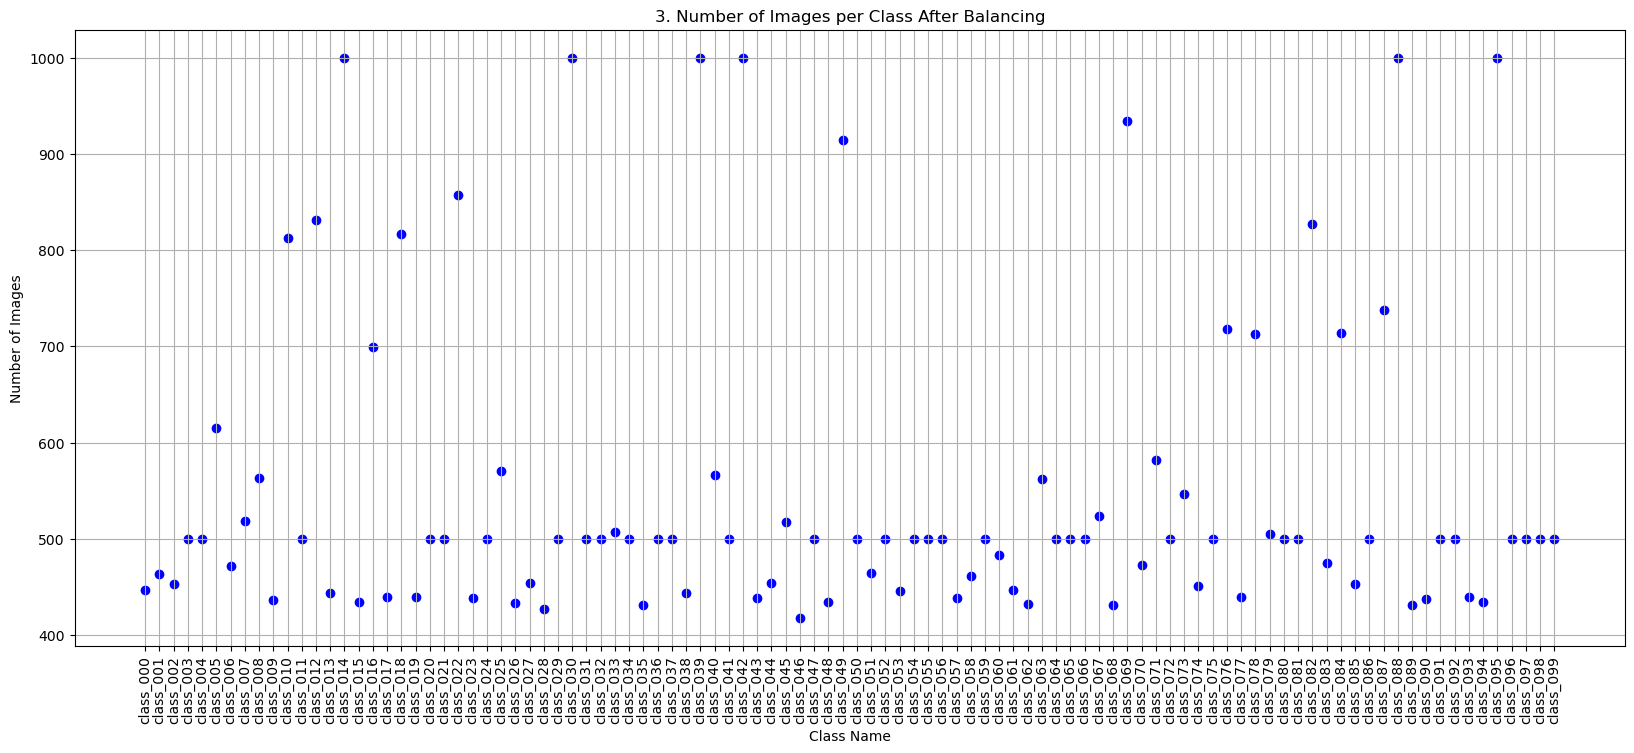 3. Number of Images per Class After Balancing
Number of Images
1000
900
800
700
600
500
400
class_000
class_001
class_002
class_003
class_004
class_005
class_006
class_007
class_008
class_009
class_010
class_011
class_012
class_013
class_014
class_015
class_016
class_017
class_018
class_019
class_020
class_021
class_022
class_023
class_024
class_025
class_026
class_027
class_028
class_029
class_030
class_031
class_032
class_033
class_034
class_035
class_036
class_037
class_038
class_039
class_040
class_041
class_042
class_043
class_044
class_045
class_046
class_047
class_048
class_049
class_050
class_051
class_052
class_053
class_054
class_055
class_056
class_057
class_058
class_059
class_060
class_061
class_062
class_063
class_064
class_065
class_066
class_067
class_068
class_069
class_070
class_071
class_072
class_073
class_074
class_075
class_076
class_077
class_078
class_079
class_080
class_081
class_082
class_083
class_084
class_085
class_086
class_087
class_088
class_089
class_090
class_091
class_092
class_093
class_094
class_095
class_096
class_097
class_098
class_099
Class Name